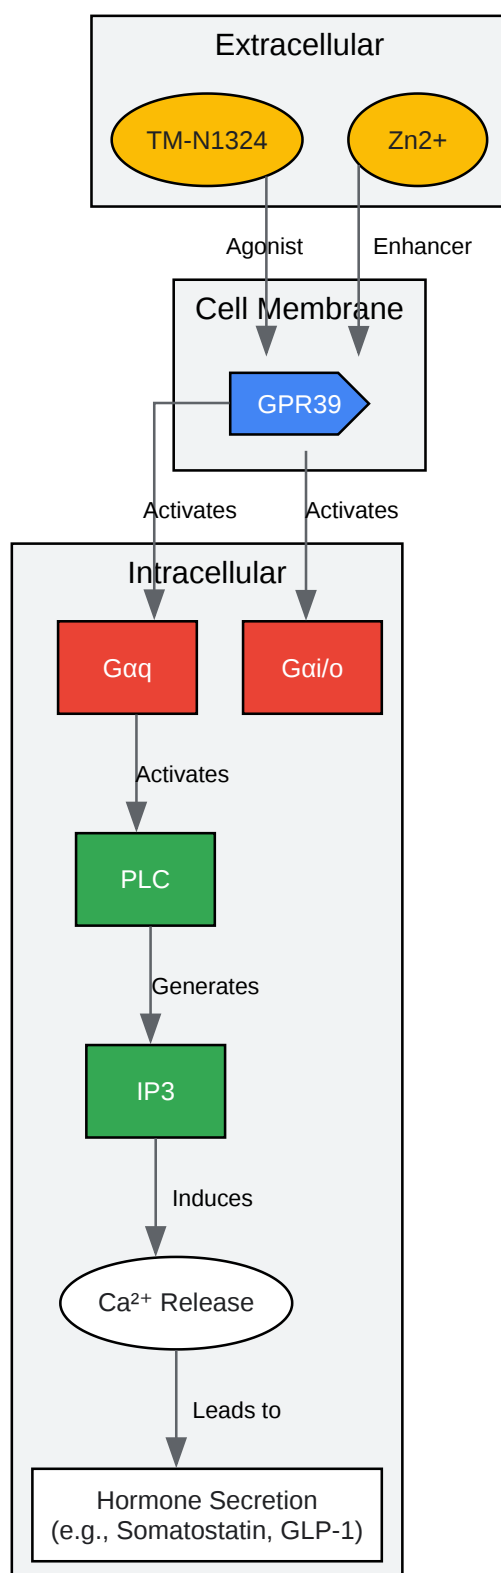 Extracellular
TM-N1324
Zn2+
Agonist
Enhancer
Cell Membrane
GPR39
Activates
Activates
Intracellular
Gαq
Gαi/o
Activates
PLC
Generates
IP3
Induces
Ca²⁺ Release
Leads to
Hormone Secretion
(e.g., Somatostatin, GLP-1)